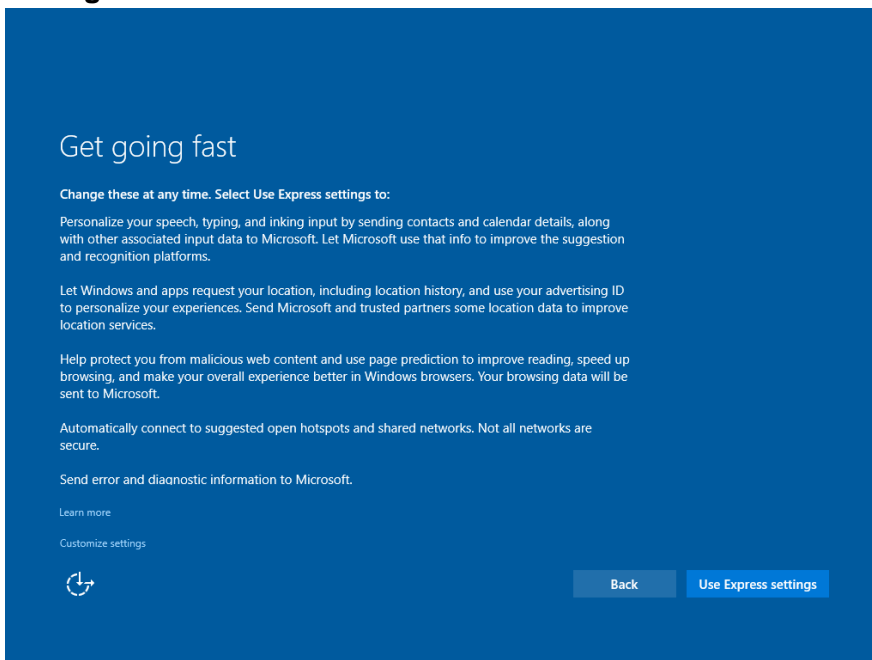 Get going fast
Change these at any time. Select Use Express settings to:
Personalize your speech, typing, and inking input by sending contacts and calendar details, along
with other associated input data to Microsoft. Let Microsoft use that info to improve the suggestion
and recognition platforms.
Let Windows and apps request your location, including location history, and use your advertising ID
to personalize your experiences. Send Microsoft and trusted partners some location data to improve
location services.
Help protect you from malicious web content and use page prediction to improve reading, speed up
browsing, and make your overall experience better in Windows browsers. Your browsing data will be
sent to Microsoft.
Automatically connect to suggested open hotspots and shared networks. Not all networks are
secure.
Send error and diagnostic information to Microsoft.
Learn more
Customize settings
Back
Use Express settings